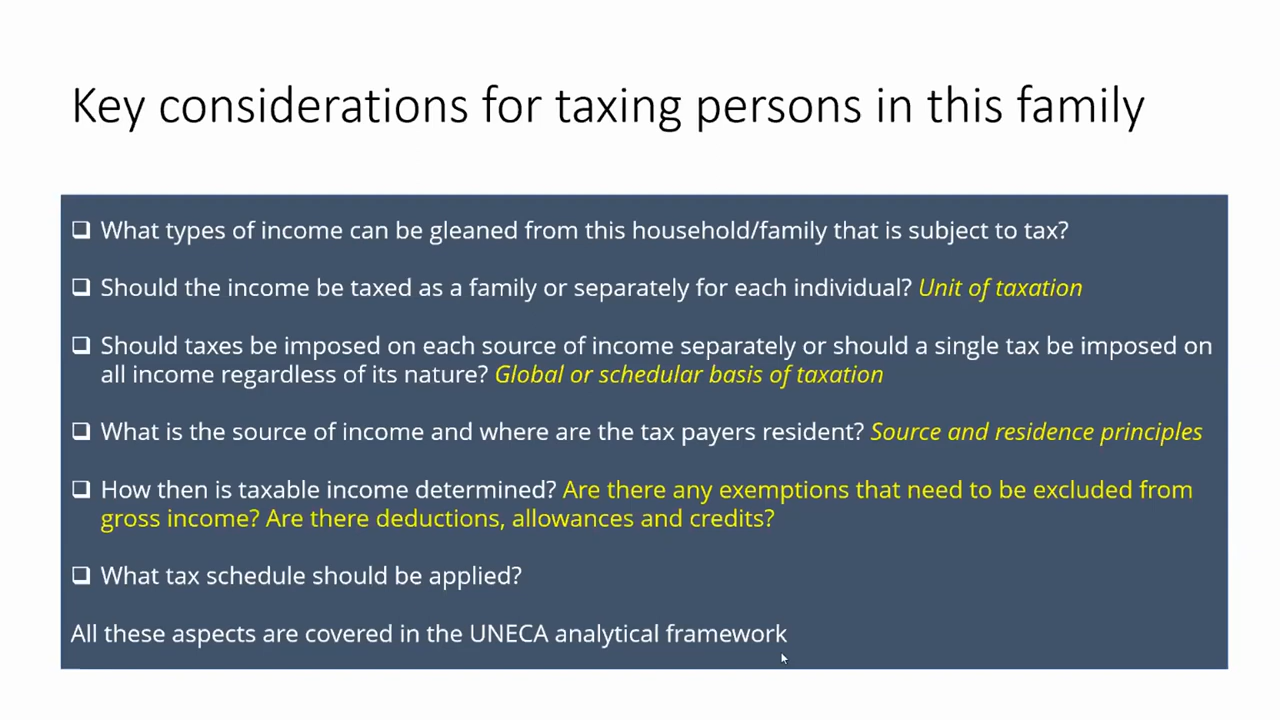 Key considerations for taxing persons in this family
❑ What types of income can be gleaned from this household/family that is subject to tax?
❑ Should the income be taxed as a family or separately for each individual? Unit of taxation
❑ Should taxes be imposed on each source of income separately or should a single tax be imposed on
all income regardless of its nature? Global or schedular basis of taxation
❑ What is the source of income and where are the tax payers resident? Source and residence principles
❑ How then is taxable income determined? Are there any exemptions that need to be excluded from
gross income? Are there deductions, allowances and credits?
❑ What tax schedule should be applied?
All these aspects are covered in the UNECA analytical framework